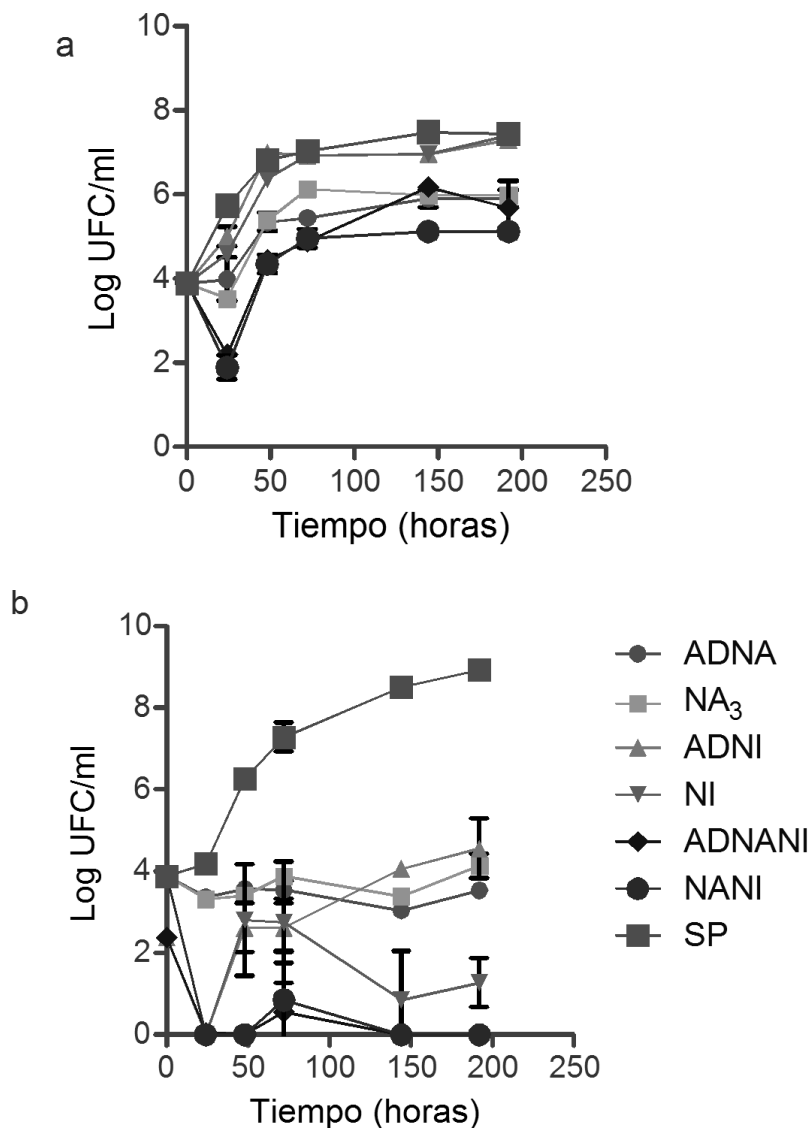 a
10
8
6
4
2
0
Log UFC/ml
0 50 100 150 200 250
Tiempo (horas)
b
10
8
6
4
2
0
Log UFC/ml
0 50 100 150 200 250
Tiempo (horas)
ADNA
NA₃
ADNI
NI
ADNANI
NANI
SP